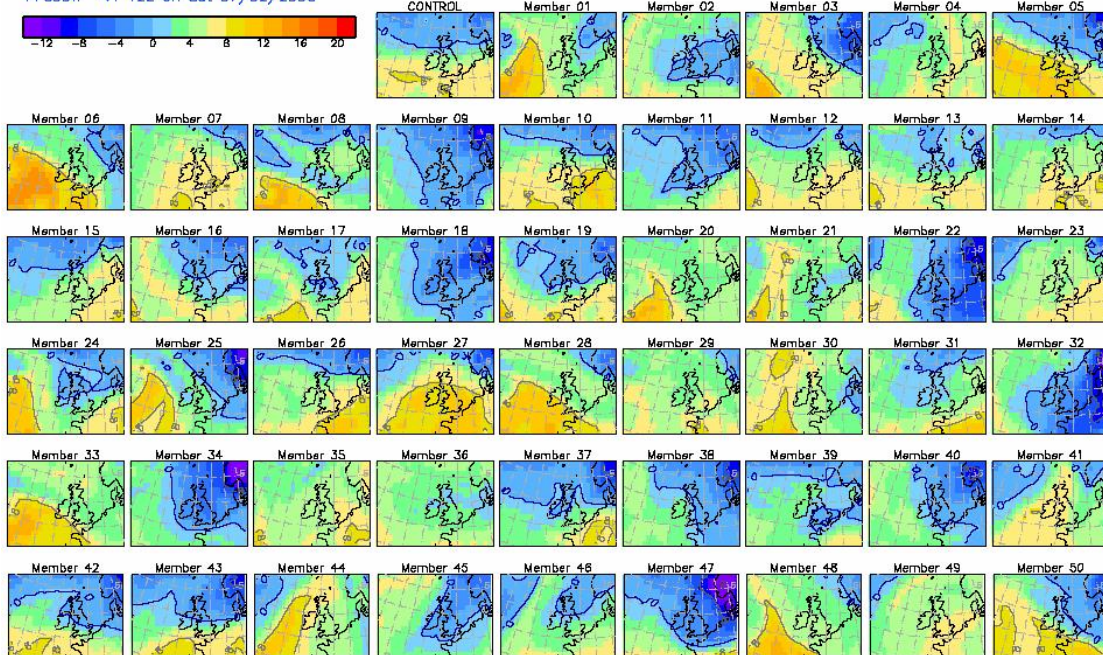 CONTROL Member 01 Member 02 Member 03 Member 04 Member 05
-12 -8 -4 0 4 8 12 16 20
Member 06 Member 07 Member 08 Member 09 Member 10 Member 11 Member 12 Member 13 Member 14
Member 15 Member 16 Member 17 Member 18 Member 19 Member 20 Member 21 Member 22 Member 23
Member 24 Member 25 Member 26 Member 27 Member 28 Member 29 Member 30 Member 31 Member 32
Member 33 Member 34 Member 35 Member 36 Member 37 Member 38 Member 39 Member 40 Member 41
Member 42 Member 43 Member 44 Member 45 Member 46 Member 47 Member 48 Member 49 Member 50